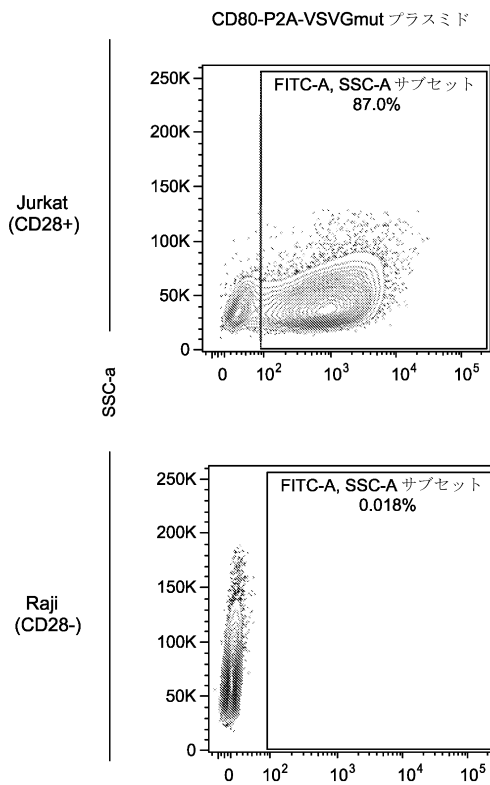 CD80-P2A-VSVGmut プラスミド
Jurkat
(CD28+)
250K
200K
150K
100K
50K
0
FITC-A, SSC-A サブセット
87.0%
0 10² 10³ 10⁴ 10⁵
SSC-a
Raji
(CD28-)
250K
200K
150K
100K
50K
0
FITC-A, SSC-A サブセット
0.018%
0 10² 10³ 10⁴ 10⁵